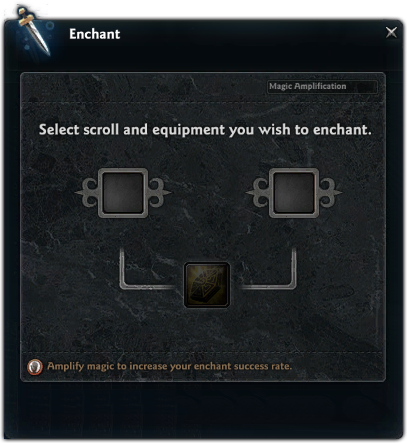 Enchant
Magic Amplification
Select scroll and equipment you wish to enchant.
Amplify magic to increase your enchant success rate.